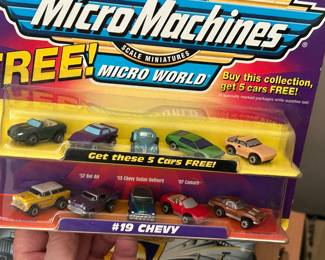 Micro Machines
SCALE MINIATURES
FREE!
MICRO WORLD
Buy this collection,
get 5 cars FREE!
Get these 5 Cars FREE!
'57 Bel Air
'55 Chevy Sedan Delivery
'87 Camaro
#19 CHEVY